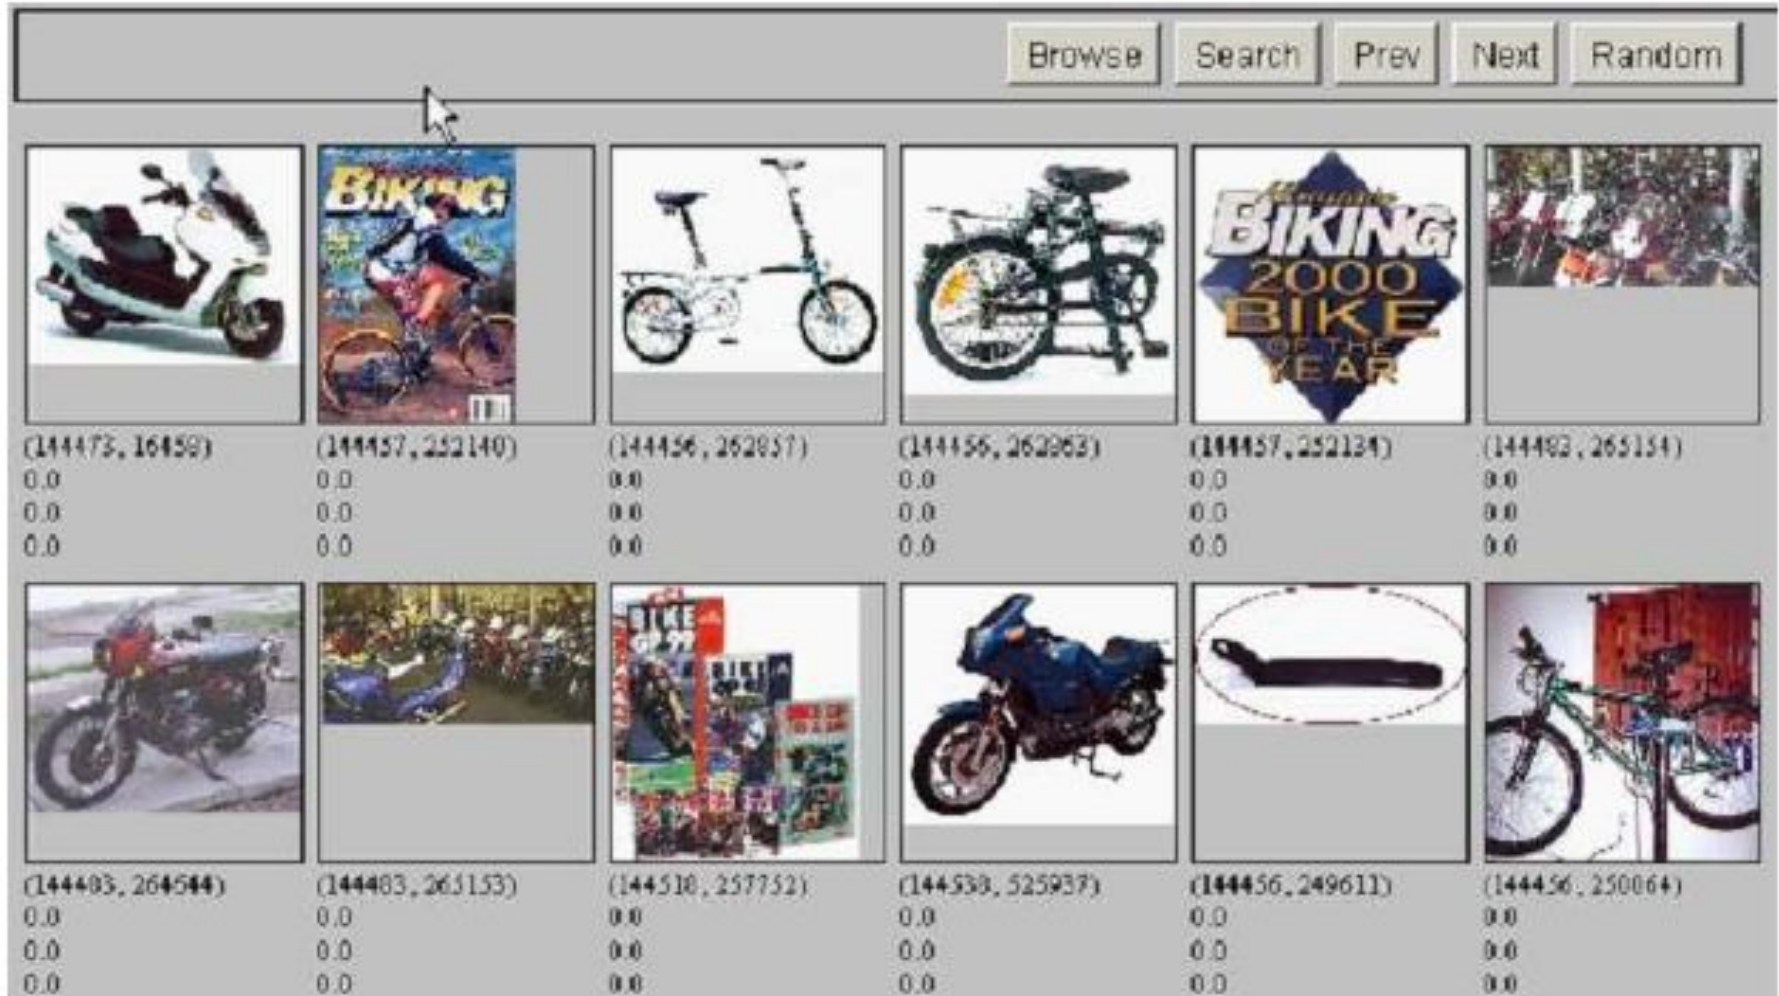 Browse Search Prev Next Random
BIKING
BIKING
2000
BIKE
OF THE
YEAR
(144473, 16458) (144457, 252140) (144456, 262857) (144456, 262863) (144457, 252134) (144483, 265154)
0.0 0.0 0.0 0.0 0.0 0.0
0.0 0.0 0.0 0.0 0.0 0.0
0.0 0.0 0.0 0.0 0.0 0.0
BIKE
(144483, 264544) (144483, 265153) (144518, 257752) (144538, 525937) (144456, 249611) (144456, 250064)
0.0 0.0 0.0 0.0 0.0 0.0
0.0 0.0 0.0 0.0 0.0 0.0
0.0 0.0 0.0 0.0 0.0 0.0